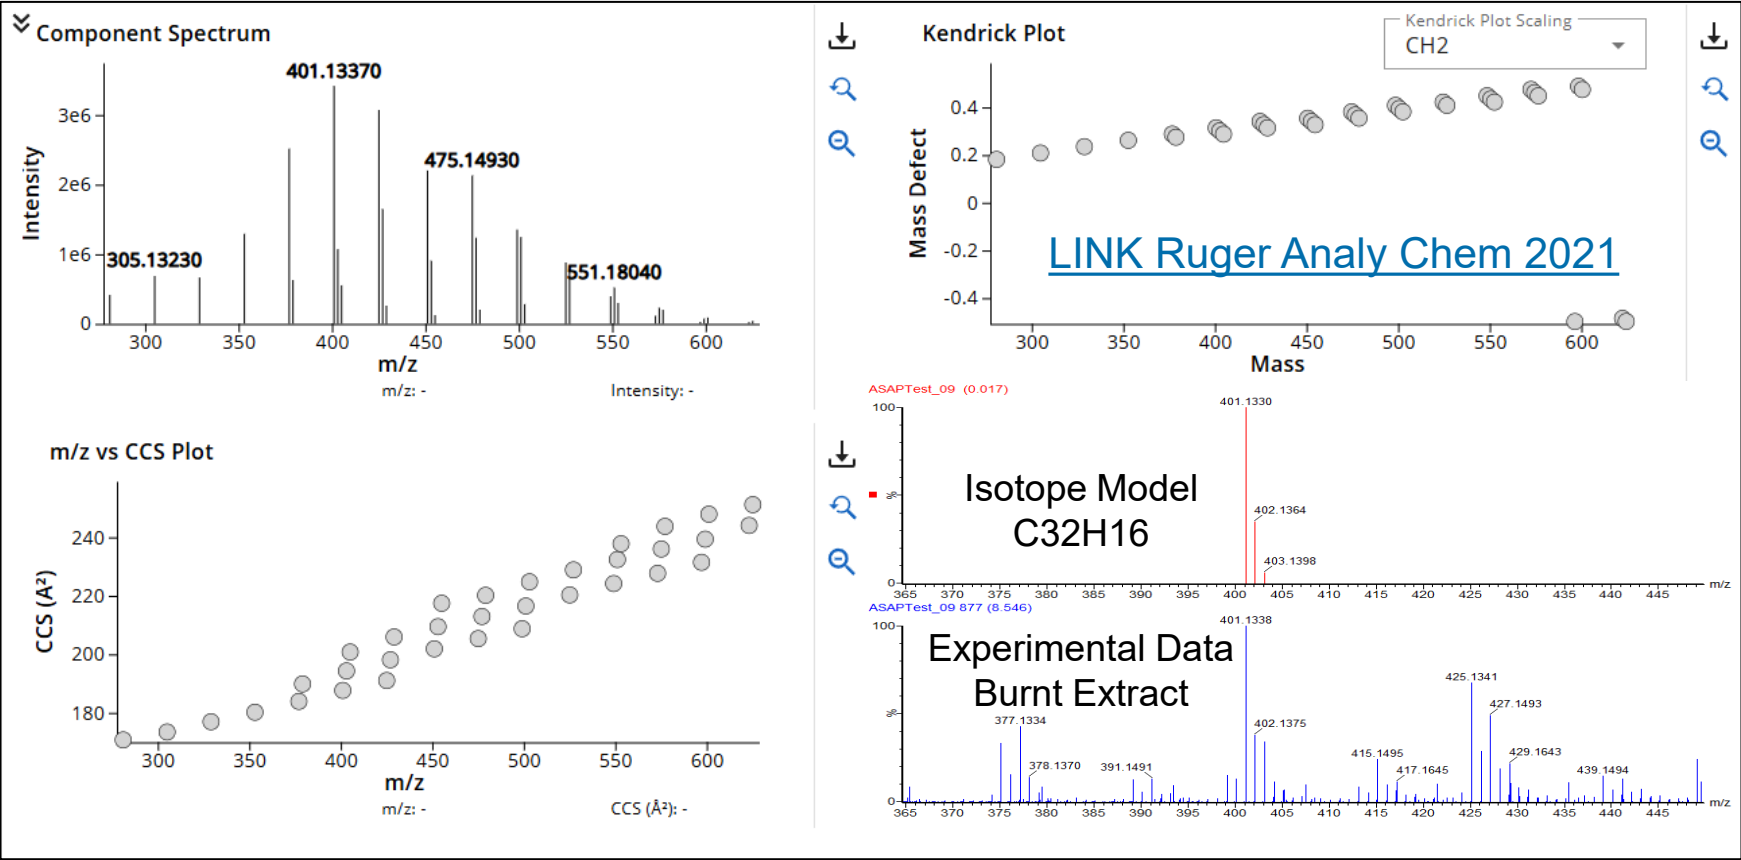 Component Spectrum
401.13370
475.14930
305.13230
551.18040
3e6
2e6
1e6
0
Intensity
300 350 400 450 500 550 600
m/z
m/z: - Intensity: -
Kendrick Plot
Kendrick Plot Scaling
CH2
0.4
0.2
0
-0.2
-0.4
Mass Defect
LINK Ruger Analy Chem 2021
300 350 400 450 500 550 600
Mass
m/z vs CCS Plot
240
220
200
180
CCS (Å²)
300 350 400 450 500 550 600
m/z
m/z: - CCS (Å²): -
ASAPTest_09 (0.017)
100
%
0
401.1330
402.1364
403.1398
Isotope Model
C32H16
365 370 375 380 385 390 395 400 405 410 415 420 425 430 435 440 445 m/z
ASAPTest_09 877 (8.546)
100
%
0
401.1338
Experimental Data
Burnt Extract
425.1341
427.1493
377.1334
402.1375
415.1495
429.1643
378.1370
391.1491
417.1645
439.1494
365 370 375 380 385 390 395 400 405 410 415 420 425 430 435 440 445 m/z